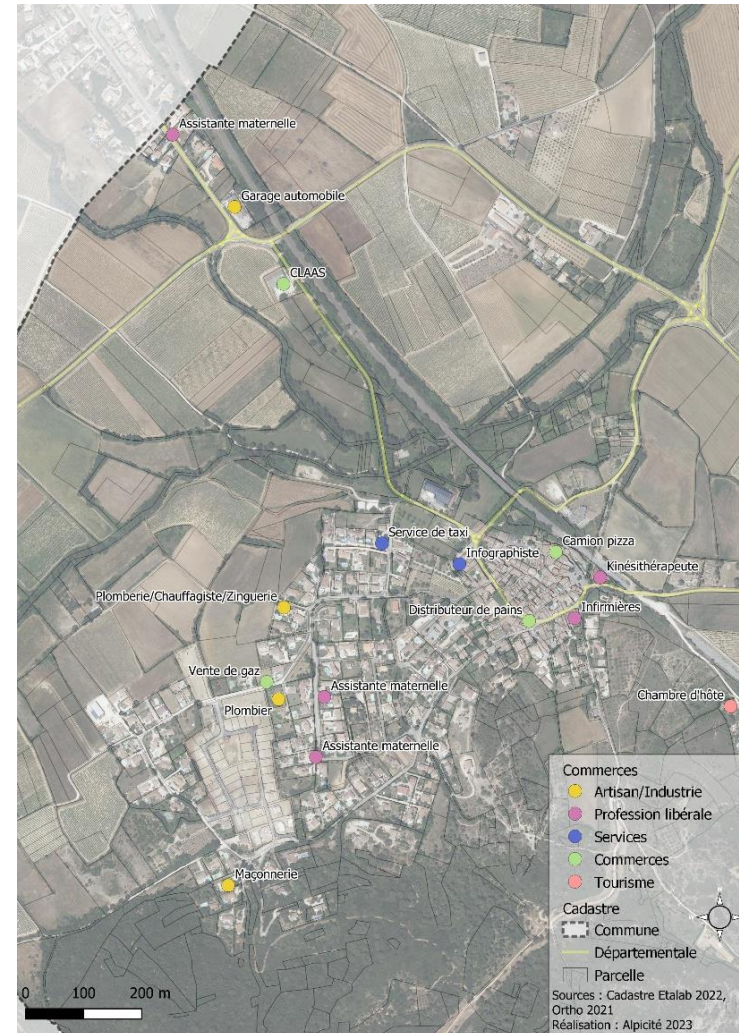 Assistante maternelle
Garage automobile
CLAAS
Service de taxi
Camion pizza
Infographiste
Kinésithérapeute
Plomberie/Chauffagiste/Zinguerie
Distributeur de pains
Infirmières
Vente de gaz
Assistante maternelle
Chambre d'hôte
Plombier
Assistante maternelle
Maçonnerie
Commerces
Artisan/Industrie
Profession libérale
Services
Commerces
Tourisme
Cadastre
Commune
Départementale
Parcelle
Sources : Cadastre Etalab 2022,
Ortho 2021
Réalisation : Alpicité 2023
0 100 200 m